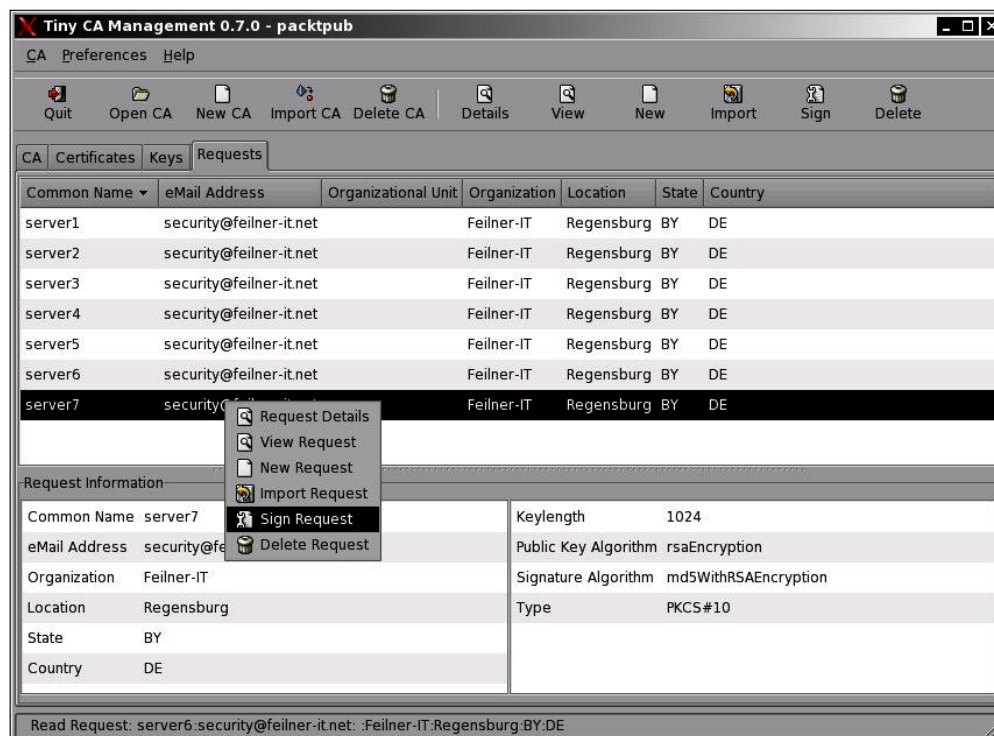 Tiny CA Management 0.7.0 - packtpub
CA Preferences Help
Quit Open CA New CA Import CA Delete CA Details View New Import Sign Delete
CA Certificates Keys Requests
Common Name eMail Address Organizational Unit Organization Location State Country
server1 security@feilner-it.net Feilner-IT Regensburg BY DE
server2 security@feilner-it.net Feilner-IT Regensburg BY DE
server3 security@feilner-it.net Feilner-IT Regensburg BY DE
server4 security@feilner-it.net Feilner-IT Regensburg BY DE
server5 security@feilner-it.net Feilner-IT Regensburg BY DE
server6 security@feilner-it.net Feilner-IT Regensburg BY DE
server7 Feilner-IT Regensburg BY DE
Request Details
View Request
New Request
Import Request
Sign Request
Delete Request
Request Information
Common Name server7
eMail Address security@fe
Organization Feilner-IT
Location Regensburg
State BY
Country DE
Keylength 1024
Public Key Algorithm rsaEncryption
Signature Algorithm md5WithRSAEncryption
Type PKCS#10
Read Request: server6:security@feilner-it.net: :Feilner-IT:Regensburg:BY:DE